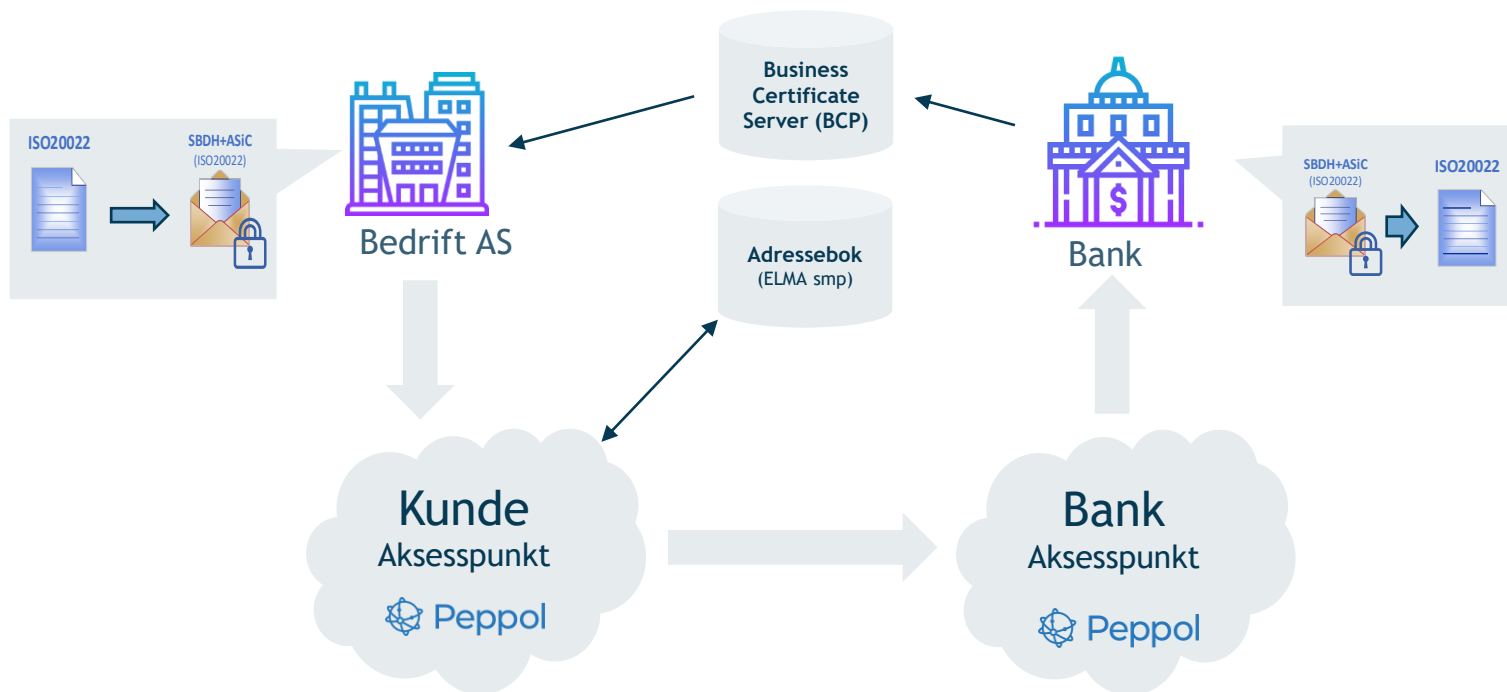 Business
Certificate
Server (BCP)
ISO20022
SBDH+ASiC
(ISO20022)
Bedrift AS
Adressebok
(ELMA smp)
Bank
SBDH+ASiC
(ISO20022)
ISO20022
Kunde
Aksesspunkt
Peppol
Bank
Aksesspunkt
Peppol
$